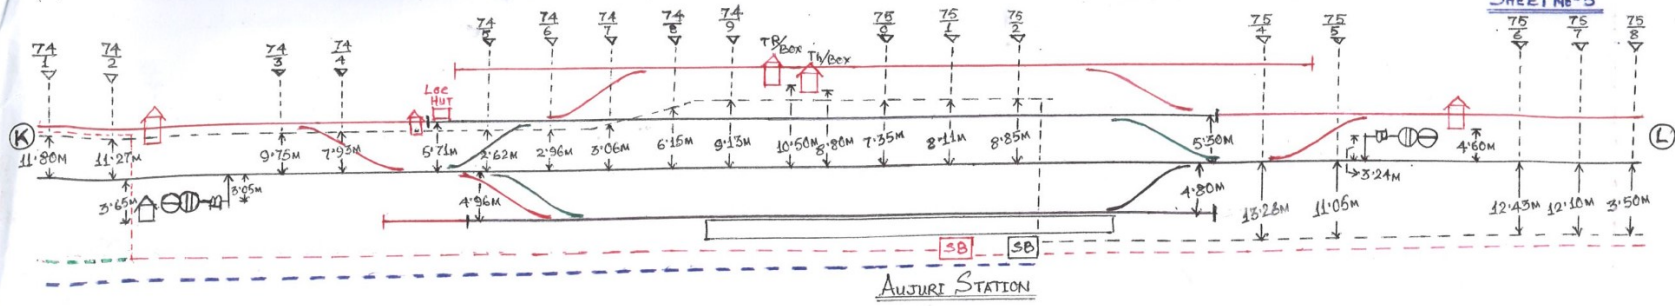 SHEET NO-5
74/1
74/2
74/3
74/4
74/5
74/6
74/7
74/8
74/9
75/0
75/1
75/2
75/4
75/5
75/6
75/7
75/8
TR/Box
TR/Box
LOC
HUT
K
L
11.80M
11.27M
9.75M
7.93M
5.71M
2.62M
2.96M
3.06M
6.15M
9.13M
10.50M
8.80M
7.35M
8.11M
8.85M
5.30M
4.60M
3.24M
3.65M
3.05M
4.96M
4.80M
13.28M
11.05M
12.43M
12.10M
3.50M
SB
SB
AUJURI STATION